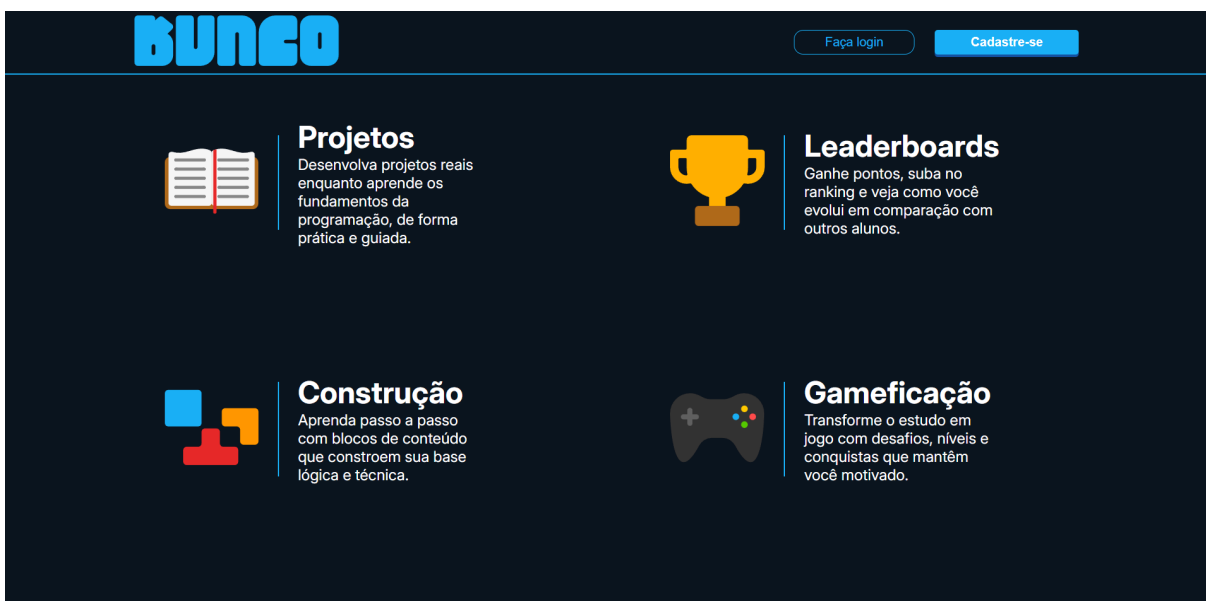 BUNCO
Faça login
Cadastre-se
Projetos
Desenvolva projetos reais
enquanto aprende os
fundamentos da
programação, de forma
prática e guiada.
Leaderboards
Ganhe pontos, suba no
ranking e veja como você
evolui em comparação com
outros alunos.
Construção
Aprenda passo a passo
com blocos de conteúdo
que constroem sua base
lógica e técnica.
Gameficação
Transforme o estudo em
jogo com desafios, níveis e
conquistas que mantêm
você motivado.